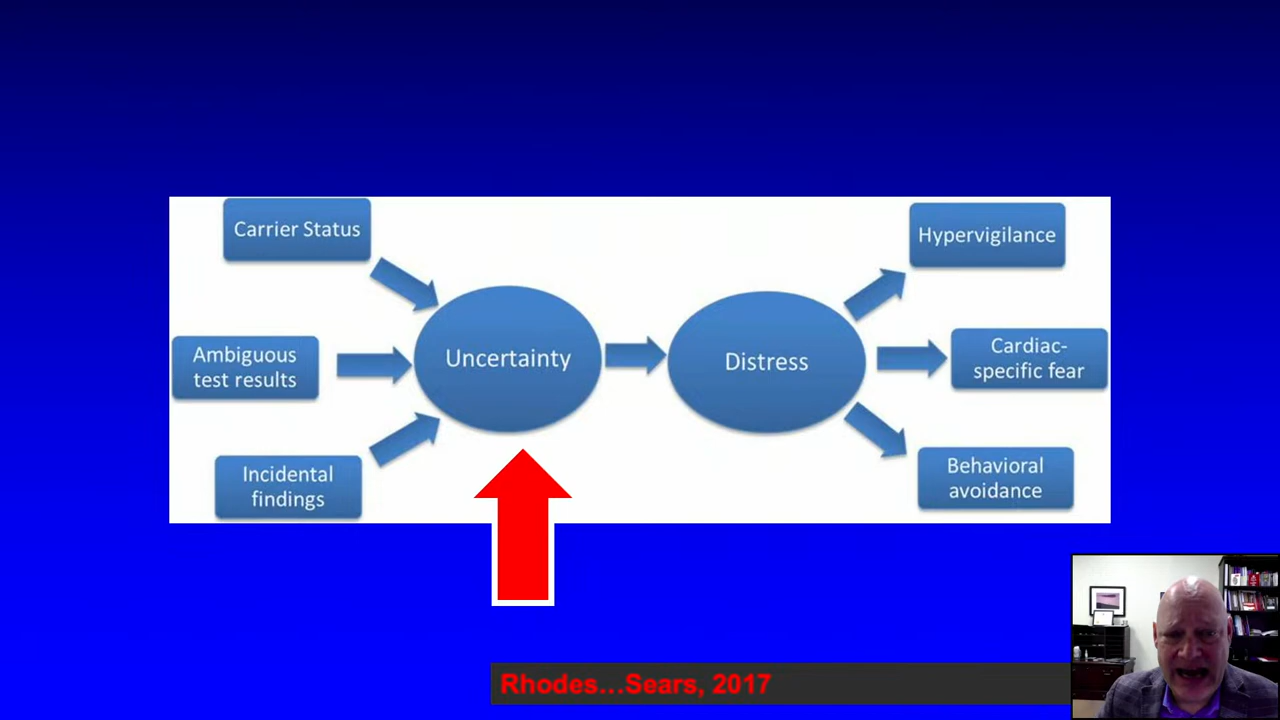 Carrier Status
Ambiguous
test results
Incidental
findings
Uncertainty
Distress
Hypervigilance
Cardiac-
specific fear
Behavioral
avoidance
Rhodes...Sears, 2017